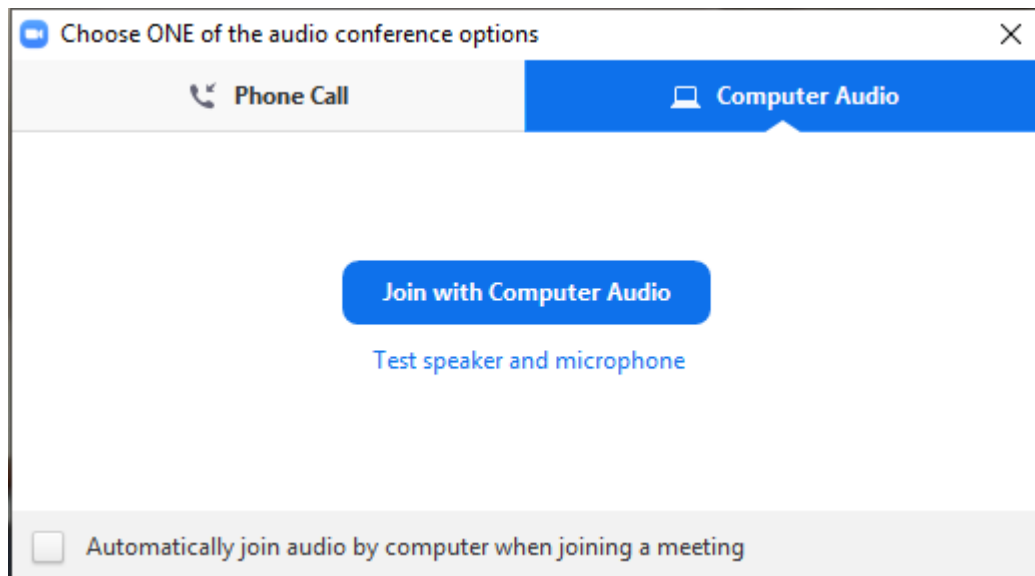 Choose ONE of the audio conference options
Phone Call
Computer Audio
Join with Computer Audio
Test speaker and microphone
Automatically join audio by computer when joining a meeting